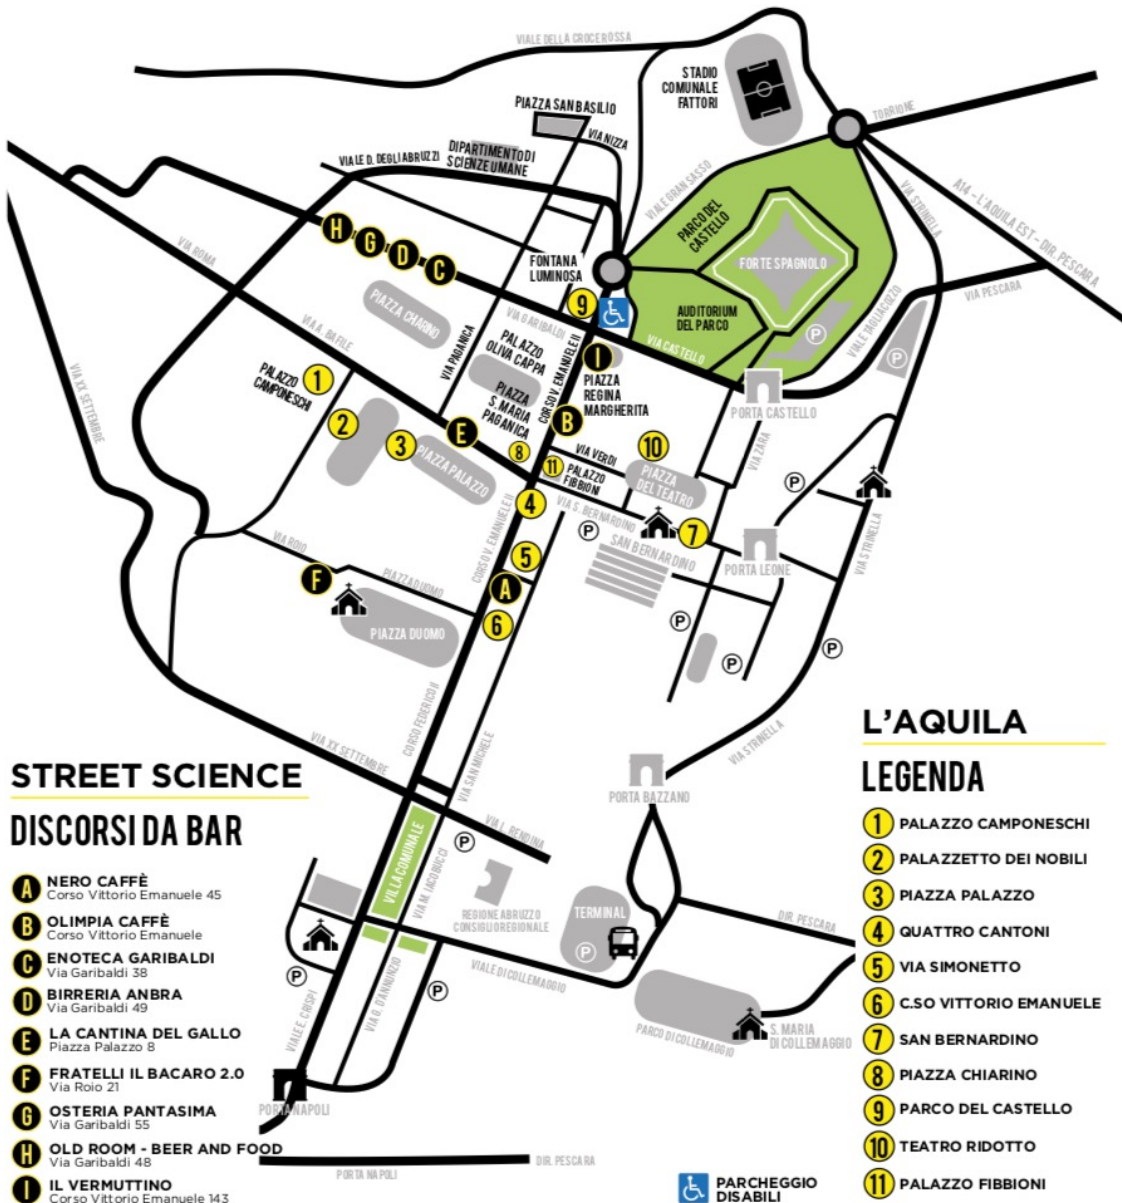 VIALE DELLA CROCE ROSSA
STADIO
COMUNALE
FATTORI
TORRIONE
PIAZZA SAN BASILIO
VIA NIZZA
DIPARTIMENTO DI
SCIENZE UMANE
VIALE D. DEGLI ABRUZZI
VIALE GRAN SASSO
VIA STRINELLA
A14 - L'AQUILA EST - DIR. PESCARA
PARCO DEL
CASTELLO
FORTE SPAGNOLO
VIA ROMA
H
G
D
C
FONTANA
LUMINOSA
9
AUDITORIUM
DEL PARCO
VIALE TAGLIACOZZO
VIA PESCARA
P
P
PIAZZA CHIARINO
VIA GARIBALDI
VIA CASTELLO
VIA A. BAFILE
VIA PAGANICA
PALAZZO
OLIVA CAPPA
CORSO V. EMANUELE II
I
PIAZZA
REGINA
MARGHERITA
PORTA CASTELLO
PALAZZO
CAMPONESCHI
1
PIAZZA
S. MARIA
PAGANICA
VIA XX SETTEMBRE
2
3
PIAZZA PALAZZO
E
B
8
11
VIA VERDI
PALAZZO
FIBBIONI
10
PIAZZA
DEL TEATRO
VIA ZARA
P
4
VIA S. BERNARDINO
P
7
SAN BERNARDINO
PORTA LEONE
VIA STRINELLA
CORSO V. EMANUELE II
5
VIA ROIO
F
PIAZZA DUOMO
A
6
PIAZZA DUOMO
P
P
P
CORSO FEDERICO II
VIA SAN MICHELE
VIA XX SETTEMBRE
VIA STRINELLA
PORTA BAZZANO
VILLA COMUNALE
VIA M. IACOBUCCI
P
VIA L. RENDINA
REGIONE ABRUZZO
CONSIGLIO REGIONALE
TERMINAL
P
DIR. PESCARA
P
P
VIALE DI COLLEMAGGIO
VIALE F. CRISPI
VIA G. D'ANNUNZIO
PARCO DI COLLEMAGGIO
S. MARIA
DI COLLEMAGGIO
PORTA NAPOLI
PORTA NAPOLI
DIR. PESCARA
STREET SCIENCE
DISCORSI DA BAR
A NERO CAFFÈ
Corso Vittorio Emanuele 45
B OLIMPIA CAFFÈ
Corso Vittorio Emanuele
C ENOTECA GARIBALDI
Via Garibaldi 38
D BIRRERIA ANBRA
Via Garibaldi 49
E LA CANTINA DEL GALLO
Piazza Palazzo 8
F FRATELLI IL BACARO 2.0
Via Roio 21
G OSTERIA PANTASIMA
Via Garibaldi 55
H OLD ROOM - BEER AND FOOD
Via Garibaldi 48
I IL VERMUTTINO
Corso Vittorio Emanuele 143
L'AQUILA
LEGENDA
1 PALAZZO CAMPONESCHI
2 PALAZZETTO DEI NOBILI
3 PIAZZA PALAZZO
4 QUATTRO CANTONI
5 VIA SIMONETTO
6 C.SO VITTORIO EMANUELE
7 SAN BERNARDINO
8 PIAZZA CHIARINO
9 PARCO DEL CASTELLO
10 TEATRO RIDOTTO
11 PALAZZO FIBBIONI
PARCHEGGIO
DISABILI